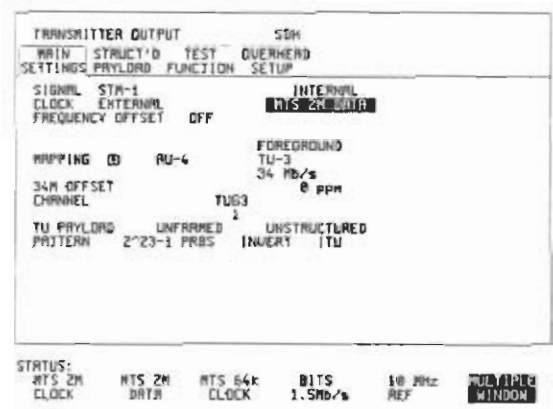 TRANSMITTER OUTPUT SDH
MAIN STRUCT'D TEST OVERHEAD
SETTINGS PAYLOAD FUNCTION SETUP
SIGNAL STM-1 INTERNAL
CLOCK EXTERNAL MTS 2M DATA
FREQUENCY OFFSET OFF
FOREGROUND
MAPPING AU-4 TU-3
34 Mb/s
34M OFFSET 0 ppm
CHANNEL TUG3
1
TU PAYLOAD UNFRAMED UNSTRUCTURED
PATTERN 2^23-1 PRBS INVERT ITU
STATUS:
MTS 2M MTS 2M MTS 64k BITS 10 MHz MULTIPLE
CLOCK DATA CLOCK 1.5Mb/s REF WINDOW